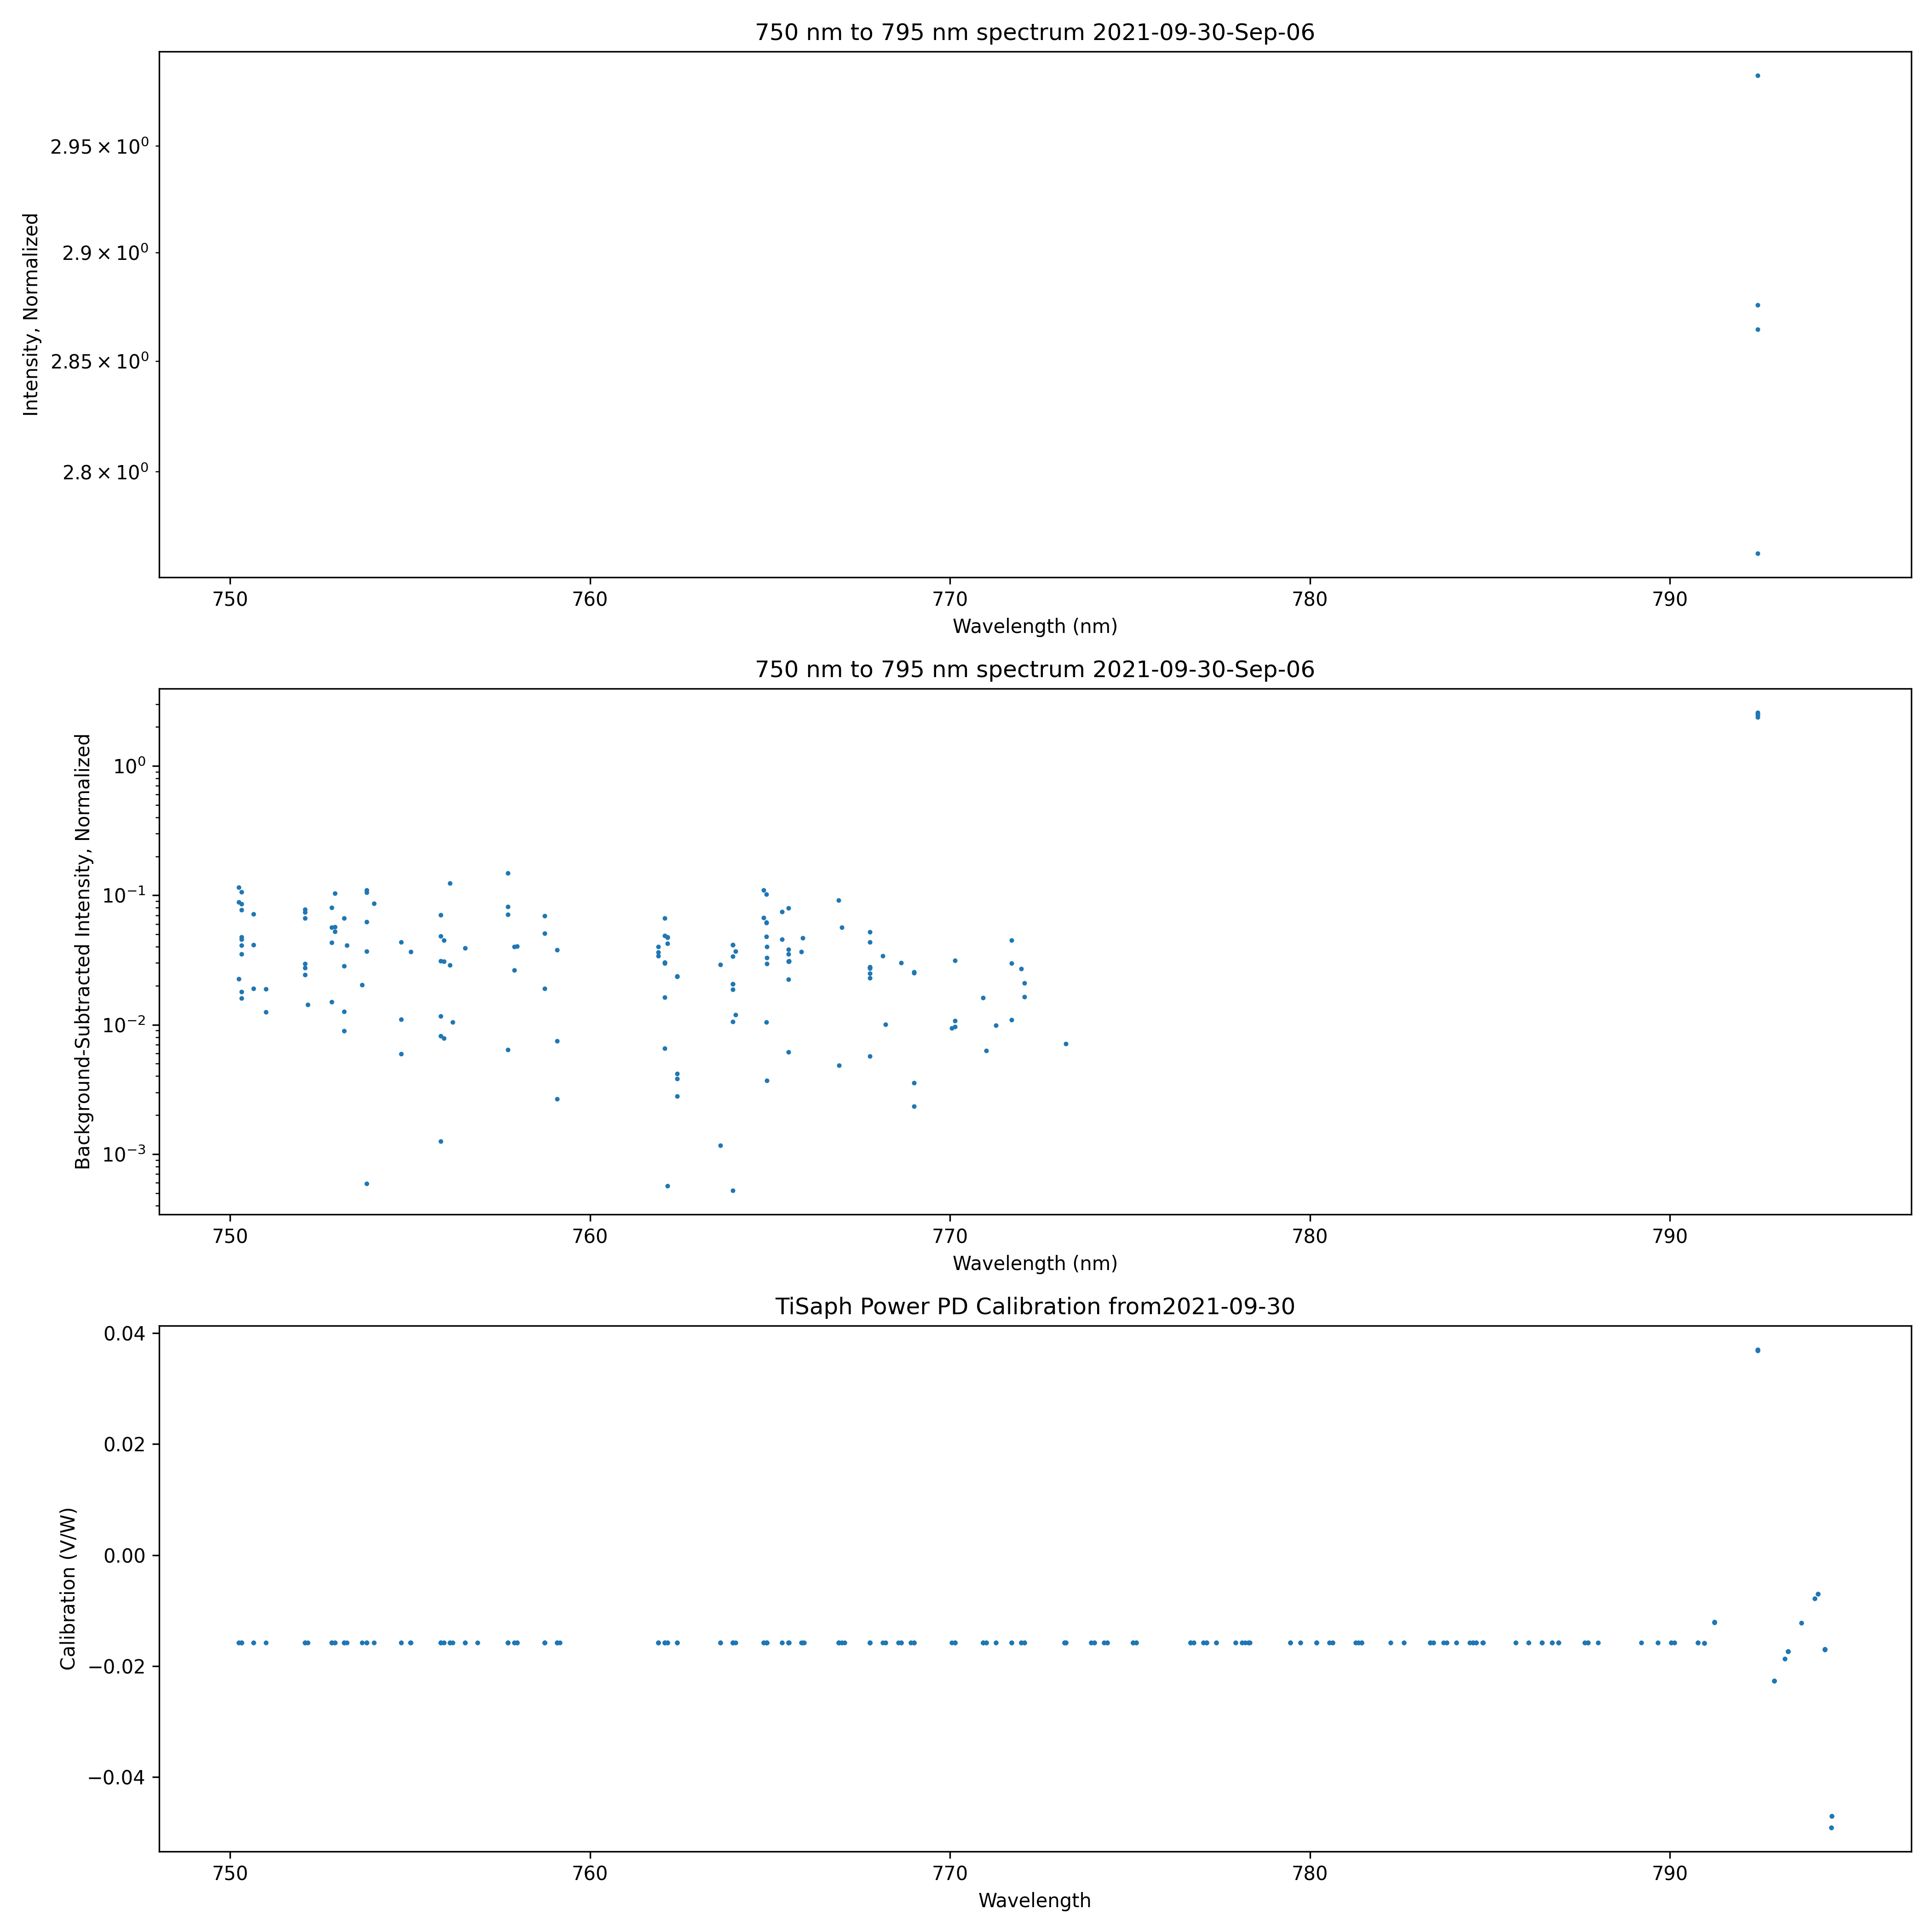 750 nm to 795 nm spectrum 2021-09-30-Sep-06
Intensity, Normalized
2.95 × 10⁰
2.9 × 10⁰
2.85 × 10⁰
2.8 × 10⁰
750 760 770 780 790
Wavelength (nm)
750 nm to 795 nm spectrum 2021-09-30-Sep-06
Background-Subtracted Intensity, Normalized
10⁰
10⁻¹
10⁻²
10⁻³
750 760 770 780 790
Wavelength (nm)
TiSaph Power PD Calibration from2021-09-30
Calibration (V/W)
0.04
0.02
0.00
−0.02
−0.04
750 760 770 780 790
Wavelength